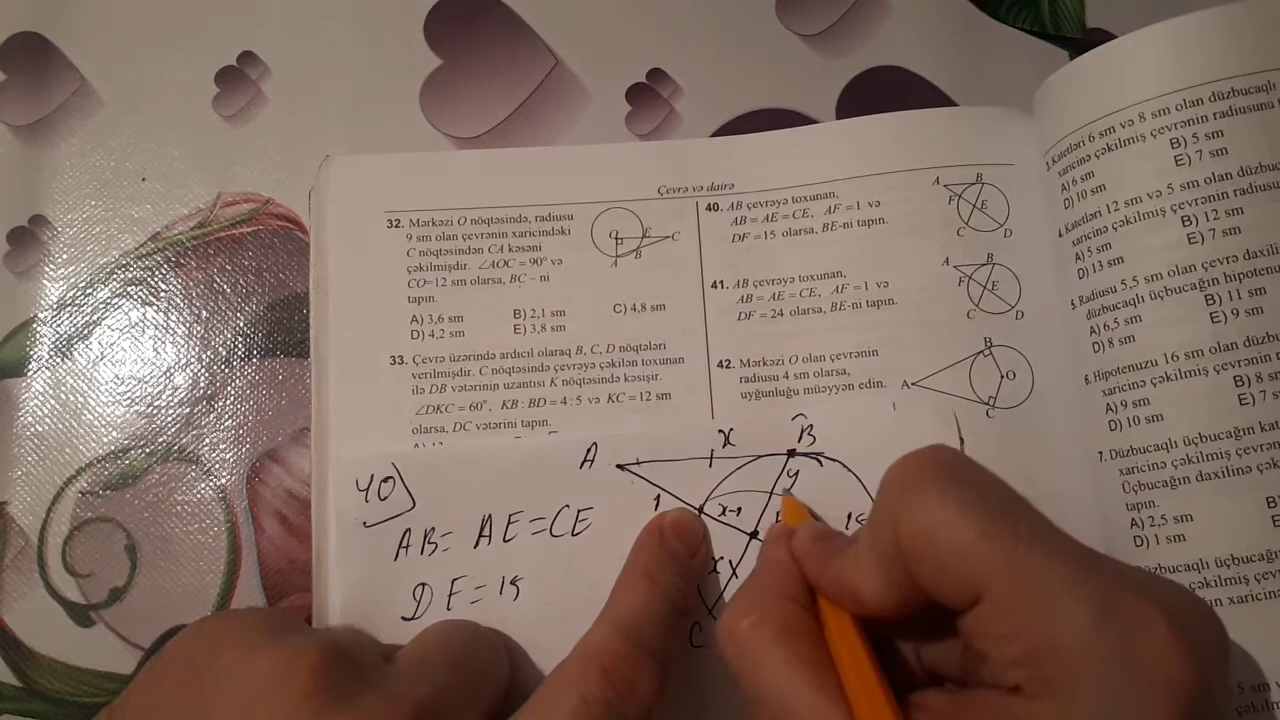 Çevrə və dairə
32. Mərkəzi O nöqtəsində, radiusu
9 sm olan çevrənin xaricindəki
C nöqtəsindən CA kəsəni
çəkilmişdir. ∠AOC = 90° və
CO=12 sm olarsa, BC – ni
tapın.
A) 3,6 sm B) 2,1 sm C) 4,8 sm
D) 4,2 sm E) 3,8 sm
O E C
A B
33. Çevrə üzərində ardıcıl olaraq B, C, D nöqtələri
verilmişdir. C nöqtəsində çevrəyə çəkilən toxunan
ilə DB vətərinin uzantısı K nöqtəsində kəsişir.
∠DKC = 60°, KB : BD = 4 : 5 və KC = 12 sm
olarsa, DC vətərini tapın.
40. AB çevrəyə toxunan,
AB = AE = CE, AF = 1 və
DF = 15 olarsa, BE-ni tapın.
A B
F E
C D
41. AB çevrəyə toxunan,
AB = AE = CE, AF = 1 və
DF = 24 olarsa, BE-ni tapın.
A B
F E
C D
42. Mərkəzi O olan çevrənin
radiusu 4 sm olarsa,
uyğunluğu müəyyən edin.
B
A O
C
40)
AB = AE = CE
DF = 15
A x B
y
1 x-1
x
C
3. Katetləri 6 sm və 8 sm olan düzbucaqlı
xaricinə çəkilmiş çevrənin radiusunu
A) 6 sm B) 5 sm
D) 10 sm E) 7 sm
4. Katetləri 12 sm və 5 sm olan
xaricinə çəkilmiş çevrənin radiusu
A) 5 sm B) 12 sm
D) 13 sm E) 7 sm
5. Radiusu 5,5 sm olan çevrə
düzbucaqlı üçbucağın
A) 6,5 sm B) 11 sm
D) 8 sm E) 9 sm
6. Hipotenuzu 16 sm olan
xaricinə çəkilmiş çevrənin
A) 9 sm B) 8
D) 10 cm E) 7
7. Düzbucaqlı üçbucağın
Üçbucağın daxilinə çəkilmiş
tapın.
A) 2,5 sm
D) 1 sm